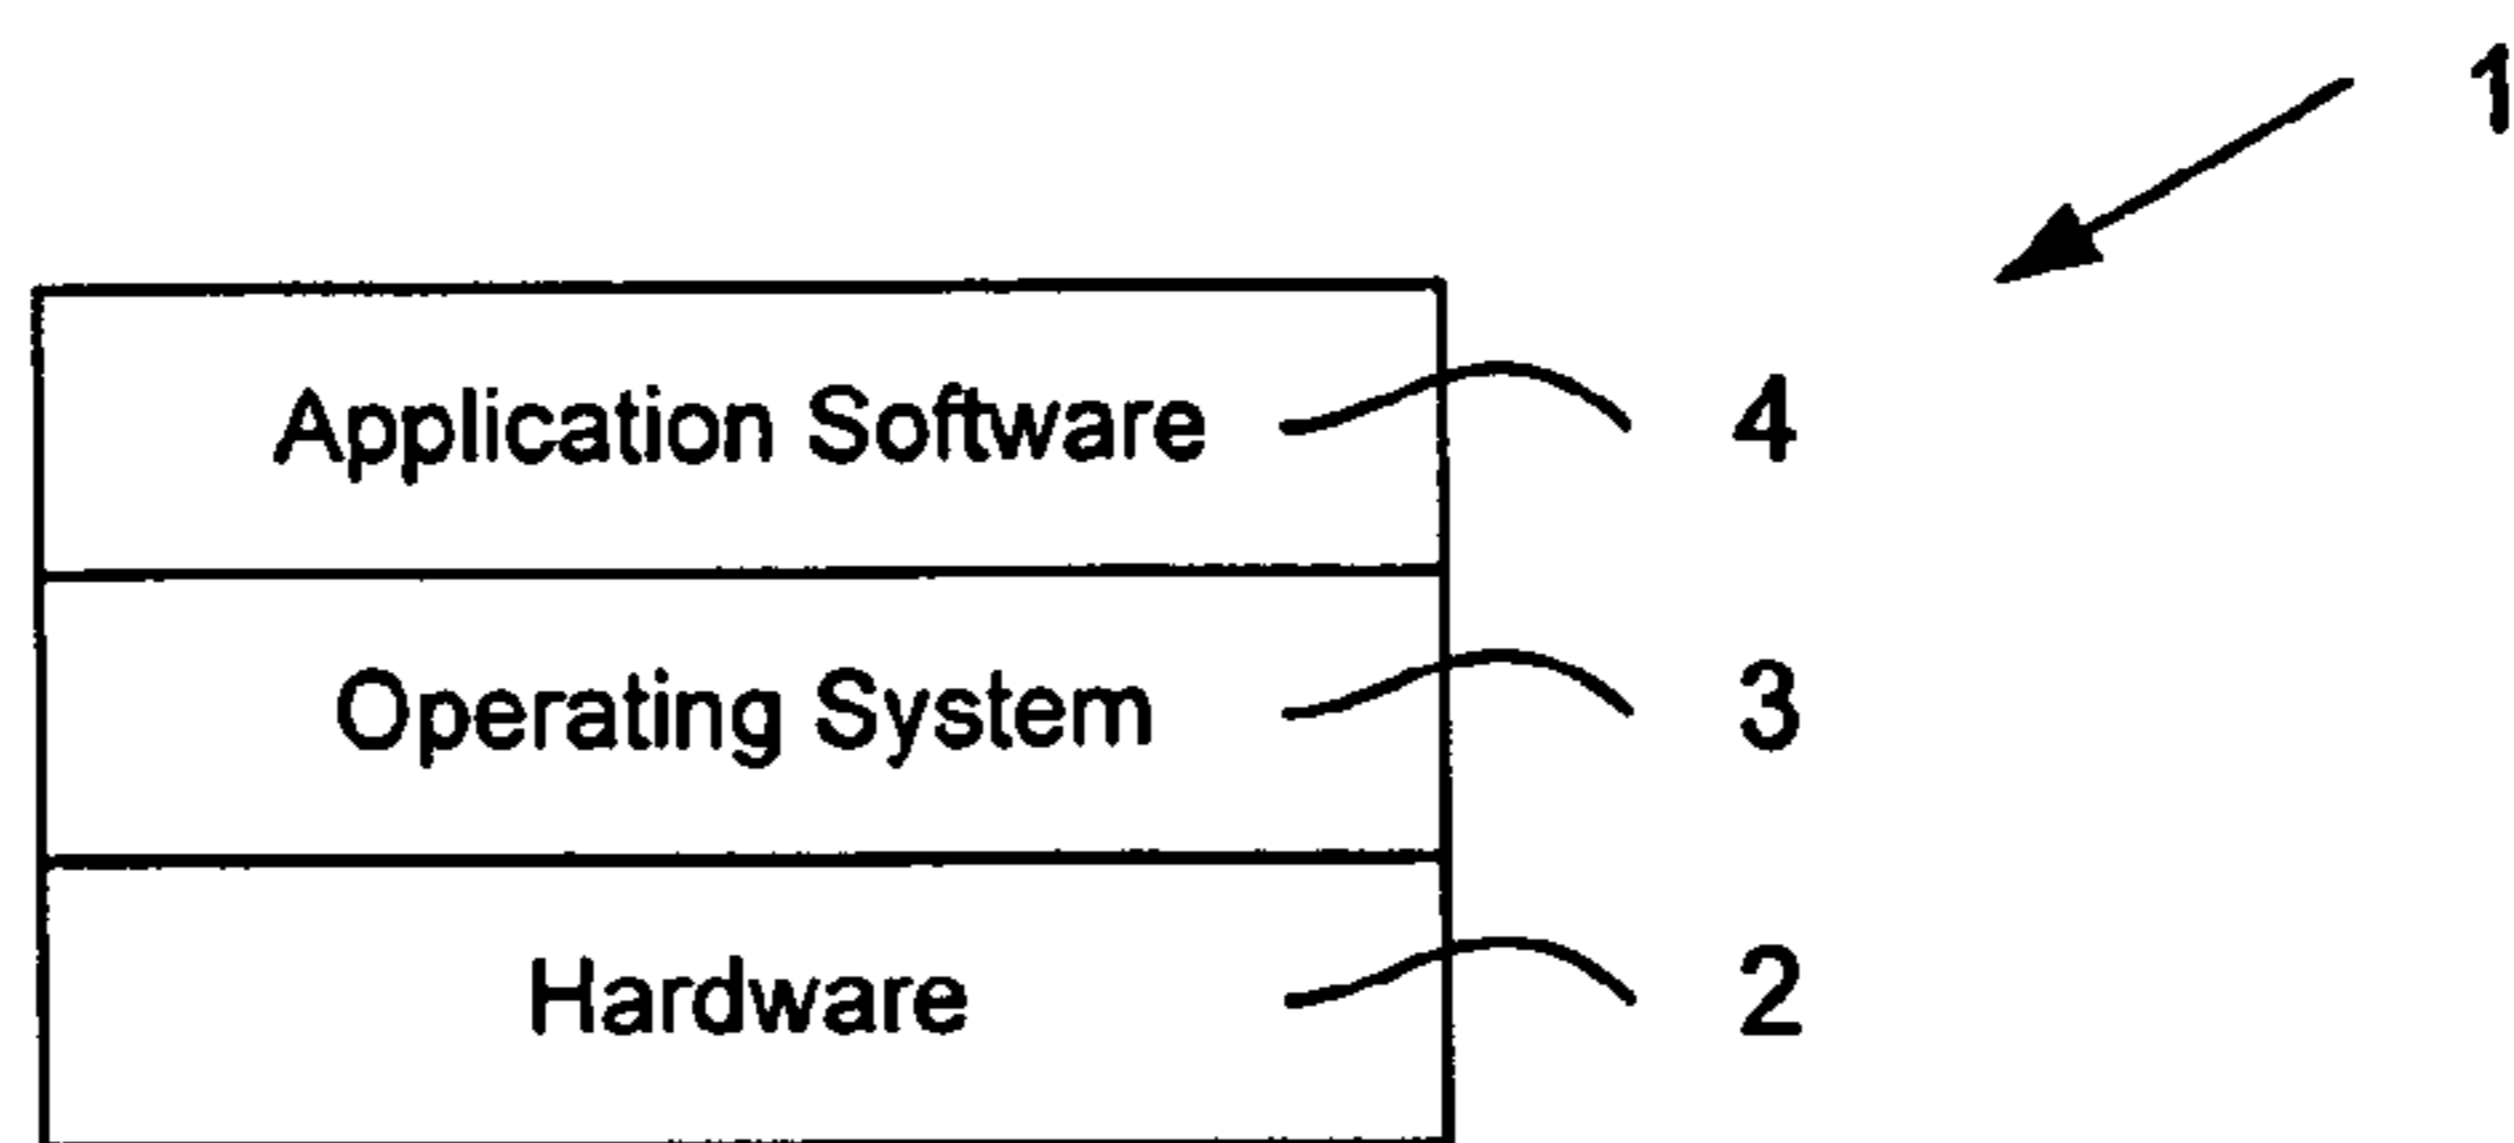 1
Application Software 4
Operating System 3
Hardware 2